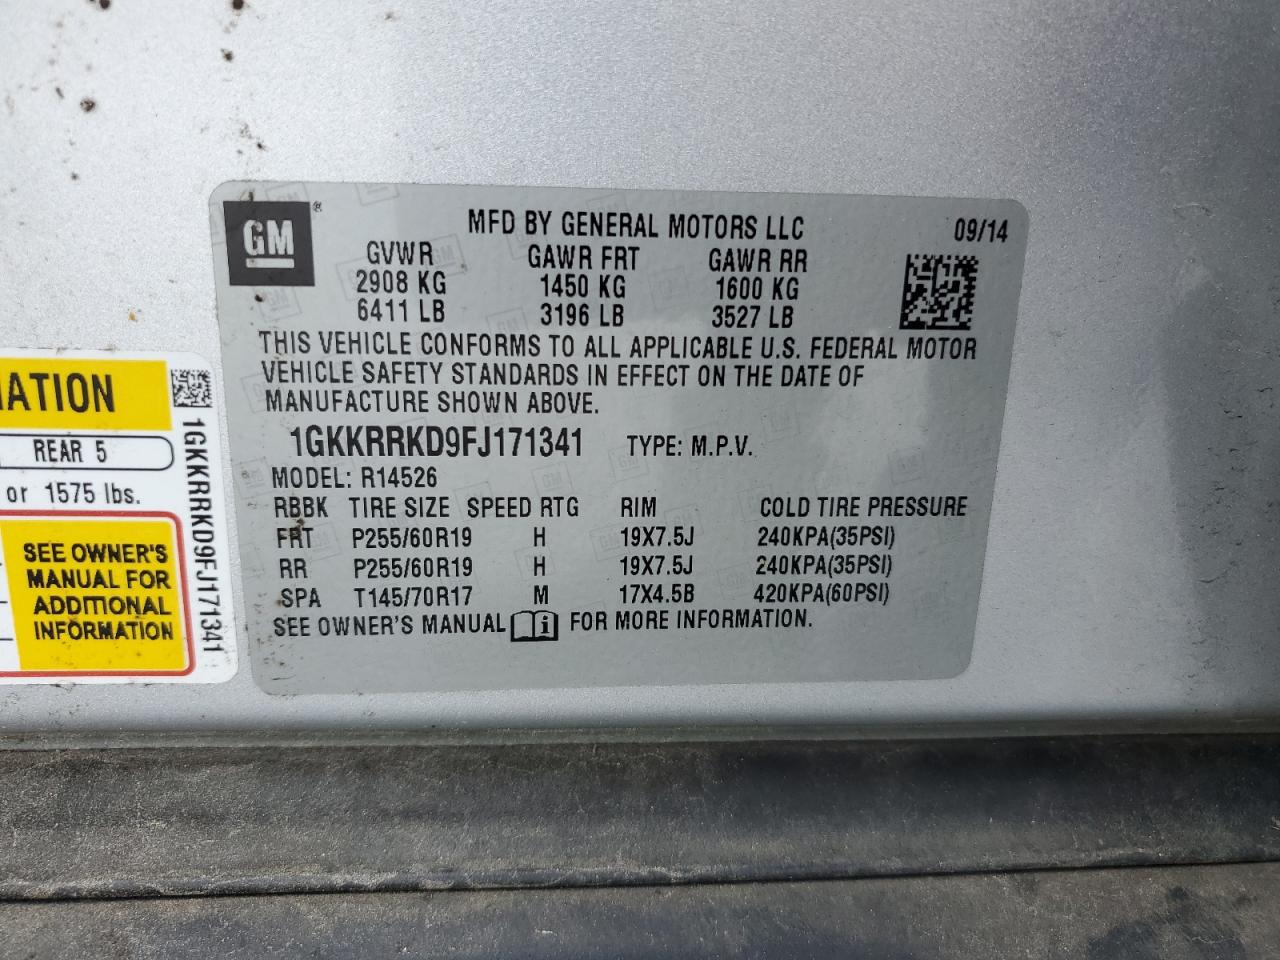 GM ®
MFD BY GENERAL MOTORS LLC 09/14
GVWR GAWR FRT GAWR RR
2908 KG 1450 KG 1600 KG
6411 LB 3196 LB 3527 LB
THIS VEHICLE CONFORMS TO ALL APPLICABLE U.S. FEDERAL MOTOR
VEHICLE SAFETY STANDARDS IN EFFECT ON THE DATE OF
MANUFACTURE SHOWN ABOVE.
1GKKRRKD9FJ171341 TYPE: M.P.V.
MODEL: R14526
RBBK TIRE SIZE SPEED RTG RIM COLD TIRE PRESSURE
FRT P255/60R19 H 19X7.5J 240KPA(35PSI)
RR P255/60R19 H 19X7.5J 240KPA(35PSI)
SPA T145/70R17 M 17X4.5B 420KPA(60PSI)
SEE OWNER'S MANUAL i FOR MORE INFORMATION.
MATION
REAR 5
or 1575 lbs.
SEE OWNER'S
MANUAL FOR
ADDITIONAL
INFORMATION
1GKKRRKD9FJ171341